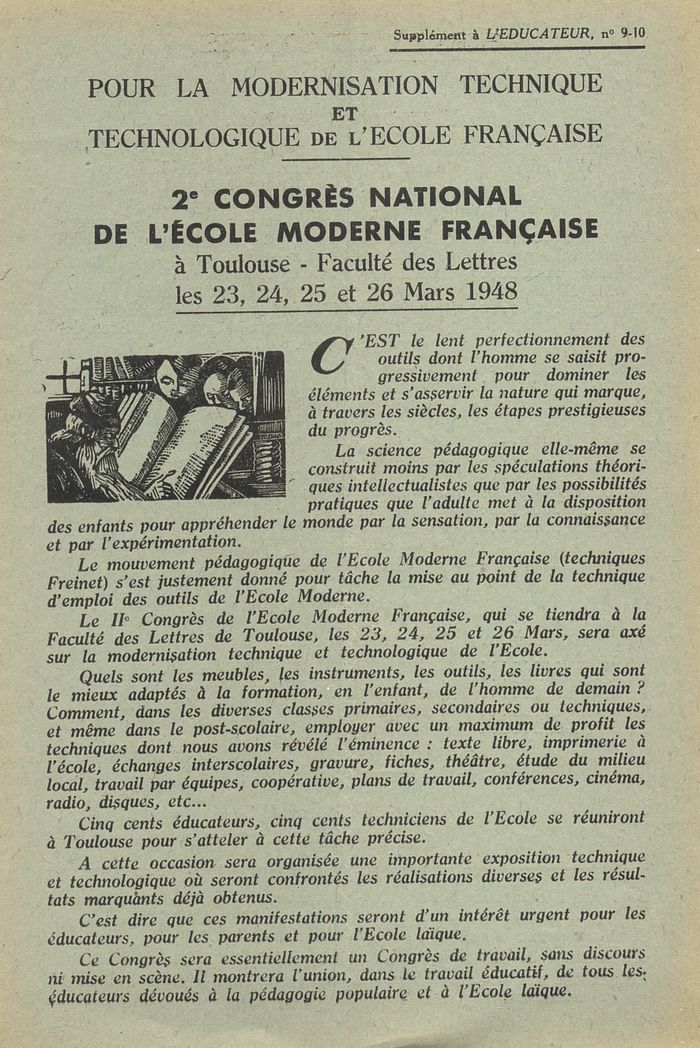 Supplément à L'EDUCATEUR, n° 9-10
POUR LA MODERNISATION TECHNIQUE
ET
TECHNOLOGIQUE DE L'ECOLE FRANÇAISE
2e CONGRÈS NATIONAL
DE L'ÉCOLE MODERNE FRANÇAISE
à Toulouse - Faculté des Lettres
les 23, 24, 25 et 26 Mars 1948
C'EST le lent perfectionnement des
outils dont l'homme se saisit pro-
gressivement pour dominer les
éléments et s'asservir la nature qui marque,
à travers les siècles, les étapes prestigieuses
du progrès.
La science pédagogique elle-même se
construit moins par les spéculations théori-
ques intellectualistes que par les possibilités
pratiques que l'adulte met à la disposition
des enfants pour appréhender le monde par la sensation, par la connaissance
et par l'expérimentation.
Le mouvement pédagogique de l'Ecole Moderne Française (techniques
Freinet) s'est justement donné pour tâche la mise au point de la technique
d'emploi des outils de l'Ecole Moderne.
Le IIe Congrès de l'Ecole Moderne Française, qui se tiendra à la
Faculté des Lettres de Toulouse, les 23, 24, 25 et 26 Mars, sera axé
sur la modernisation technique et technologique de l'Ecole.
Quels sont les meubles, les instruments, les outils, les livres qui sont
le mieux adaptés à la formation, en l'enfant, de l'homme de demain ?
Comment, dans les diverses classes primaires, secondaires ou techniques,
et même dans le post-scolaire, employer avec un maximum de profit les
techniques dont nous avons révélé l'éminence : texte libre, imprimerie à
l'école, échanges interscolaires, gravure, fiches, théâtre, étude du milieu
local, travail par équipes, coopérative, plans de travail, conférences, cinéma,
radio, disques, etc...
Cinq cents éducateurs, cinq cents techniciens de l'Ecole se réuniront
à Toulouse pour s'atteler à cette tâche précise.
A cette occasion sera organisée une importante exposition technique
et technologique où seront confrontés les réalisations diverses et les résul-
tats marquants déjà obtenus.
C'est dire que ces manifestations seront d'un intérêt urgent pour les
éducateurs, pour les parents et pour l'Ecole laïque.
Ce Congrès sera essentiellement un Congrès de travail, sans discours
ni mise en scène. Il montrera l'union, dans le travail éducatif, de tous les
éducateurs dévoués à la pédagogie populaire et à l'Ecole laïque.